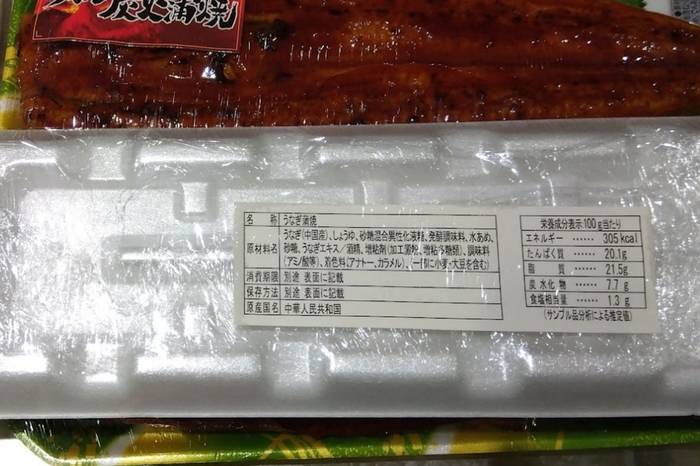 炭火蒲焼
名 称 うなぎ蒲焼
原材料名 うなぎ(中国産)、しょうゆ、砂糖混合異性化液糖、発酵調味料、水あめ、
砂糖、うなぎエキス／酒精、増粘剤(加工澱粉、増粘多糖類)、調味料
(アミノ酸等)、着色料(アナトー、カラメル)、(一部に小麦・大豆を含む)
消費期限 別途 表面に記載
保存方法 別途 表面に記載
原産国名 中華人民共和国
栄養成分表示:100g当たり
エネルギー …… 305 kcal
たんぱく質 …… 20.1g
脂 質 …… 21.5g
炭 水 化 物 …… 7.7 g
食塩相当量 …… 1.3 g
(サンプル品分析による推定値)